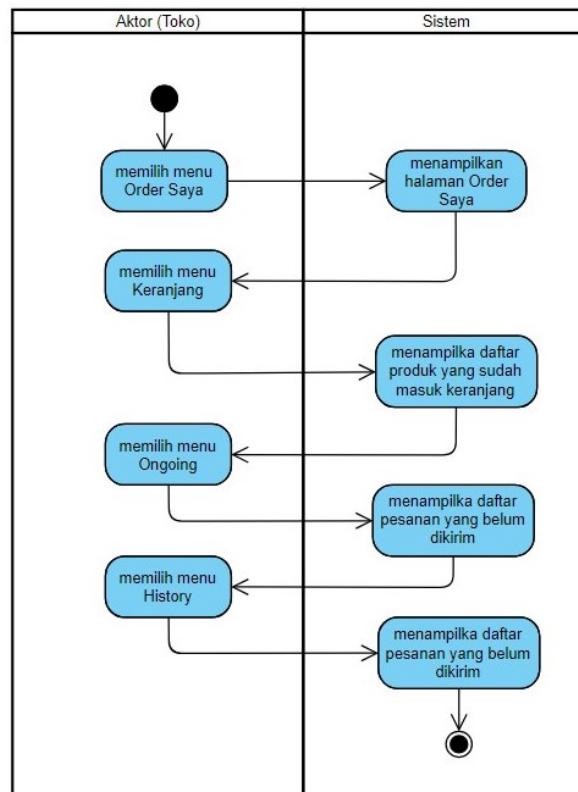 Aktor (Toko)
Sistem
memilih menu
Order Saya
menampilkan
halaman Order
Saya
memilih menu
Keranjang
menampilka daftar
produk yang sudah
masuk keranjang
memilih menu
Ongoing
menampilka daftar
pesanan yang belum
dikirim
memilih menu
History
menampilka daftar
pesanan yang belum
dikirim